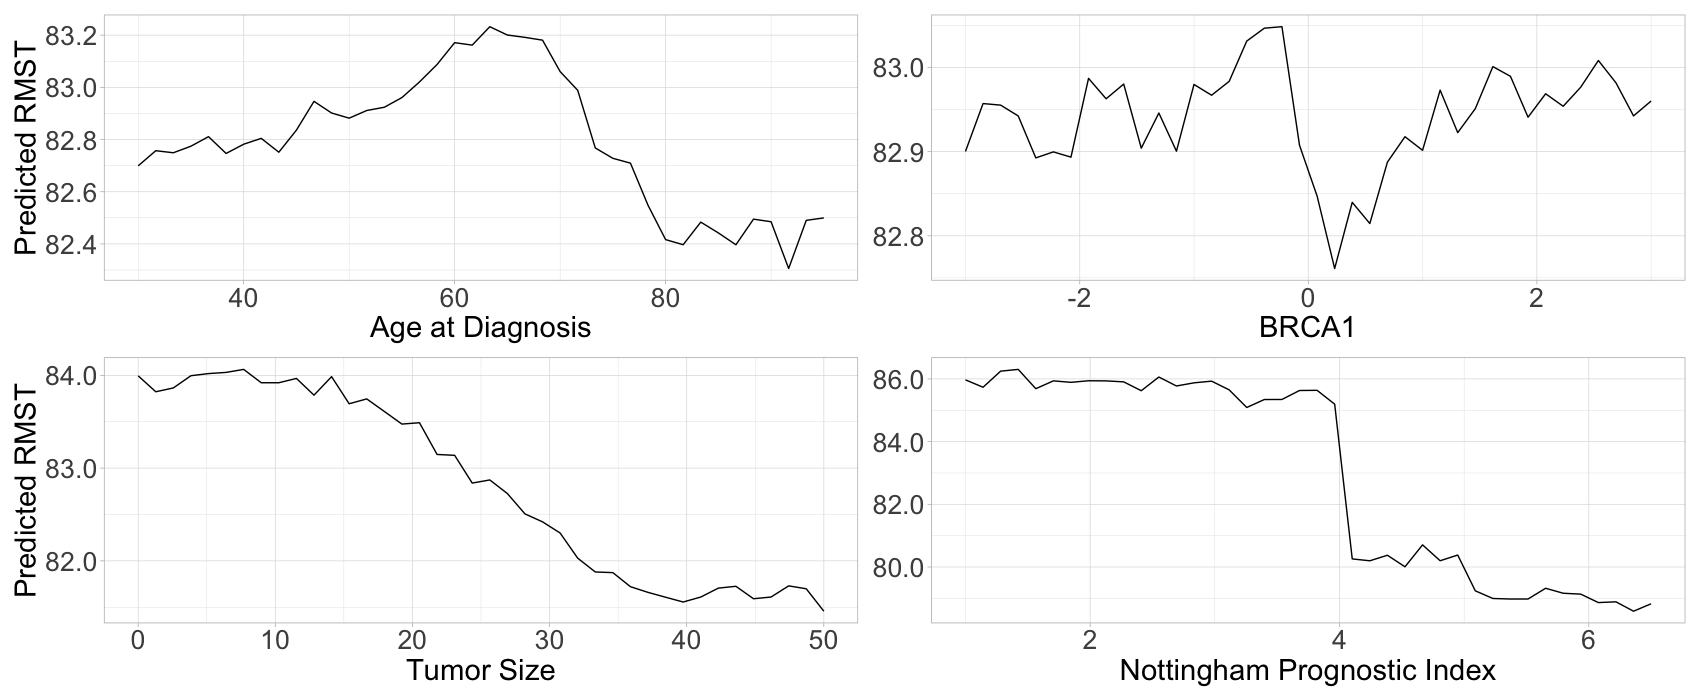 Predicted RMST
83.2
83.0
82.8
82.6
82.4
40 60 80
Age at Diagnosis
83.0
82.9
82.8
-2 0 2
BRCA1
Predicted RMST
84.0
83.0
82.0
0 10 20 30 40 50
Tumor Size
86.0
84.0
82.0
80.0
2 4 6
Nottingham Prognostic Index